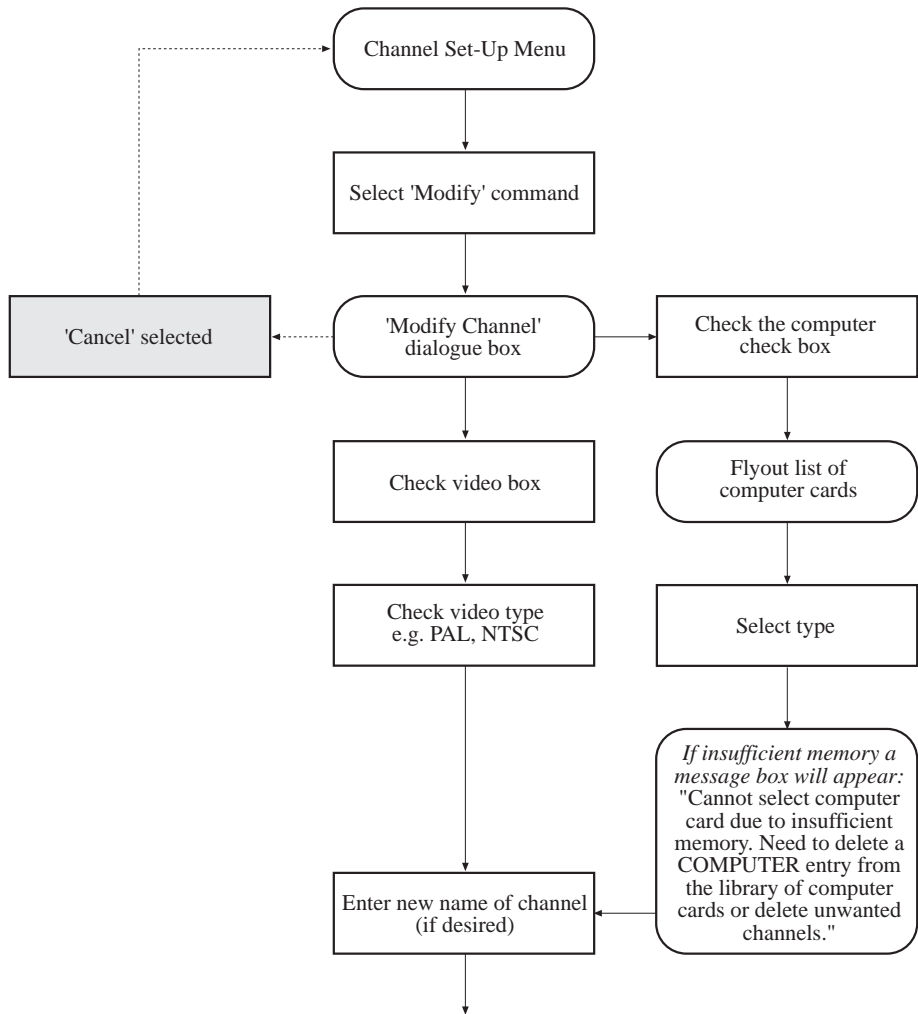 Channel Set-Up Menu
Select 'Modify' command
'Cancel' selected
'Modify Channel'
dialogue box
Check the computer
check box
Check video box
Flyout list of
computer cards
Check video type
e.g. PAL, NTSC
Select type
If insufficient memory a
message box will appear:
"Cannot select computer
card due to insufficient
memory. Need to delete a
COMPUTER entry from
the library of computer
cards or delete unwanted
channels."
Enter new name of channel
(if desired)